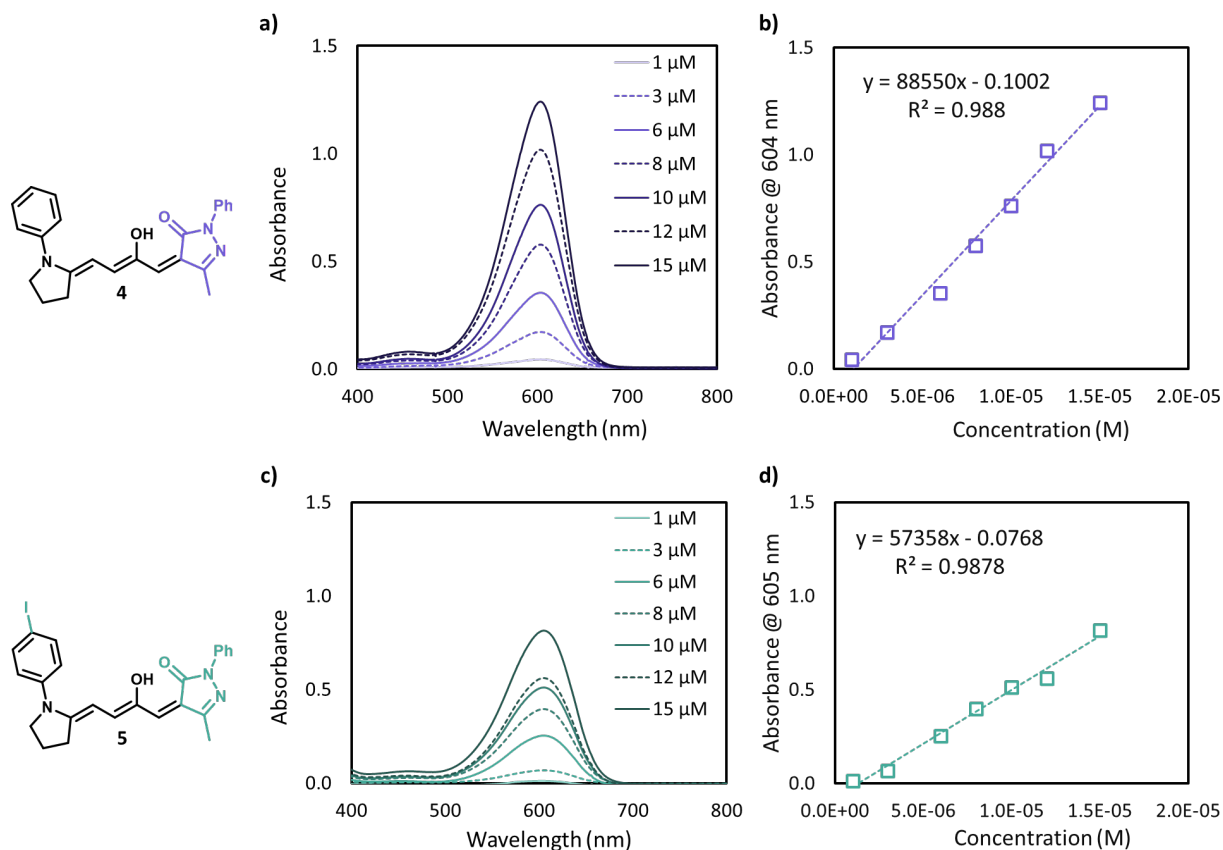 a)
1.5
1.0
0.5
0.0
Absorbance
400
500
600
700
800
Wavelength (nm)
1 µM
3 µM
6 µM
8 µM
10 µM
12 µM
15 µM
b)
1.5
1.0
0.5
0.0
Absorbance @ 604 nm
y = 88550x - 0.1002
R² = 0.988
0.0E+00
5.0E-06
1.0E-05
1.5E-05
2.0E-05
Concentration (M)
N
OH
O
N
Ph
N
4
c)
1.5
1.0
0.5
0.0
Absorbance
400
500
600
700
800
Wavelength (nm)
1 µM
3 µM
6 µM
8 µM
10 µM
12 µM
15 µM
d)
1.5
1.0
0.5
0.0
Absorbance @ 605 nm
y = 57358x - 0.0768
R² = 0.9878
0.0E+00
5.0E-06
1.0E-05
1.5E-05
2.0E-05
Concentration (M)
I
N
OH
O
N
Ph
N
5